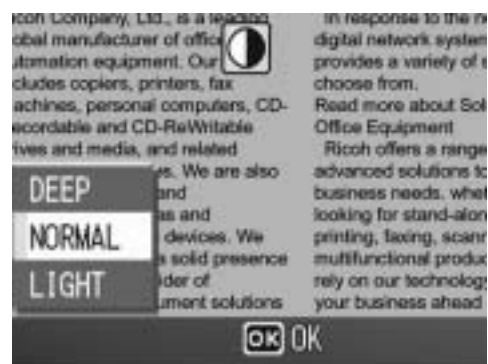 icoh Company, Ltd., is a leading
obal manufacturer of office
utomation equipment. Our
cludes copiers, printers, fax
achines, personal computers, CD-
ecordable and CD-ReWritable
rives and media, and related
es. We are also
and
as and
devices. We
a solid presence
ider of
ument solutions
In response to the
digital network system
provides a variety of s
choose from.
Read more about Sol
Office Equipment
Ricoh offers a range
advanced solutions to
business needs. whet
looking for stand-alon
printing, faxing, scann
multifunctional produc
rely on our technology
your business ahead
DEEP
NORMAL
LIGHT
OK OK